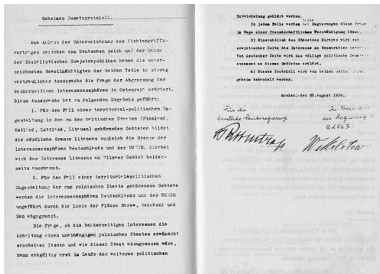 Geheimes Zusatzprotokoll.
Aus Anlass der Unterzeichnung des Nichtangriffs-
vertrages zwischen dem Deutschen Reich und der Union
der Sozialistischen Sowjetrepubliken haben die unter-
zeichneten Bevollmächtigten der beiden Teile in streng
vertraulicher Aussprache die Frage der Abgrenzung der
beiderseitigen Interessensphären in Osteuropa erörtert.
Diese Aussprache hat zu folgendem Ergebnis geführt:
1. Für den Fall einer territorial-politischen Um-
gestaltung in den zu den baltischen Staaten (Finnland,
Estland, Lettland, Litauen) gehörenden Gebieten bildet
die nördliche Grenze Litauens zugleich die Grenze der
Interessensphären Deutschlands und der UdSSR. Hierbei
wird das Interesse Litauens am Wilnaer Gebiet beider-
seits anerkannt.
2. Für den Fall einer territorial-politischen
Umgestaltung der zum polnischen Staate gehörenden Gebiete
werden die Interessensphären Deutschlands und der UdSSR
ungefähr durch die Linie der Flüsse Narew, Weichsel und
San abgegrenzt.
Die Frage, ob die beiderseitigen Interessen die
Erhaltung eines unabhängigen polnischen Staates erwünscht
erscheinen lassen und wie dieser Staat abzugrenzen wäre,
kann endgültig erst im Laufe der weiteren politischen
Entwickelung geklärt werden.
In jedem Falle werden beide Regierungen diese Frage
im Wege einer freundschaftlichen Verständigung lösen.
3) Hinsichtlich des Südostens Europas wird von
sowjetischer Seite das Interesse an Bessarabien betont.
Von deutscher Seite wird das völlige politische Desinteresse-
ment an diesen Gebieten erklärt.
4) Dieses Protokoll wird von beiden Seiten streng
geheim behandelt werden.
Moskau, den 23. August 1939.
Für die
Deutsche Reichsregierung